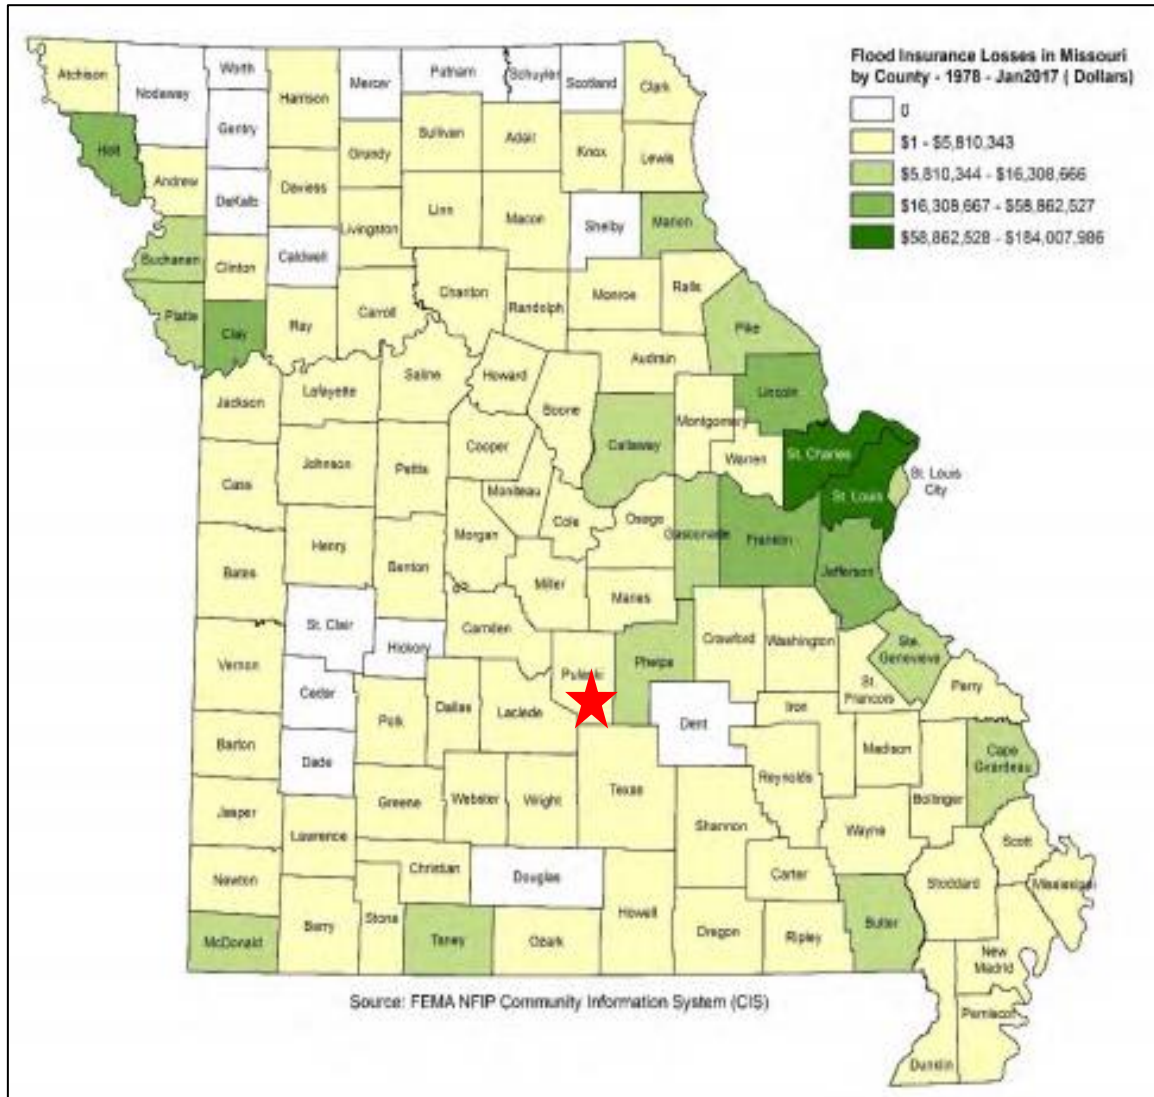 Flood Insurance Losses in Missouri
by County - 1978 - Jan2017 ( Dollars)
0
$1 - $5,810,343
$5,810,344 - $16,308,666
$16,308,667 - $58,862,527
$58,862,528 - $184,007,986
Atchison
Nodaway
Worth
Harrison
Mercer
Putnam
Schuyler
Scotland
Clark
Holt
Gentry
Sullivan
Adair
Knox
Lewis
Andrew
DeKalb
Daviess
Grundy
Livingston
Linn
Macon
Shelby
Marion
Buchanan
Clinton
Caldwell
Platte
Clay
Ray
Carroll
Chariton
Randolph
Monroe
Ralls
Pike
Audrain
Jackson
Lafayette
Saline
Howard
Boone
Callaway
Montgomery
Lincoln
Warren
St. Charles
St. Louis
St. Louis
City
Cass
Johnson
Pettis
Cooper
Moniteau
Cole
Osage
Gasconade
Franklin
Jefferson
Bates
Henry
Benton
Morgan
Miller
Maries
St. Clair
Hickory
Camden
Phelps
Crawford
Washington
Ste.
Genevieve
St.
Francois
Perry
Vernon
Cedar
Polk
Dallas
Laclede
Dent
Iron
Madison
Cape
Girardeau
Bollinger
Barton
Dade
Greene
Webster
Wright
Texas
Reynolds
Shannon
Wayne
Scott
Mississippi
Stoddard
Jasper
Lawrence
Christian
Douglas
Howell
Carter
Newton
Barry
Stone
Taney
Ozark
Oregon
Ripley
Butler
McDonald
New
Madrid
Pemiscot
Dunklin
Source: FEMA NFIP Community Information System (CIS)